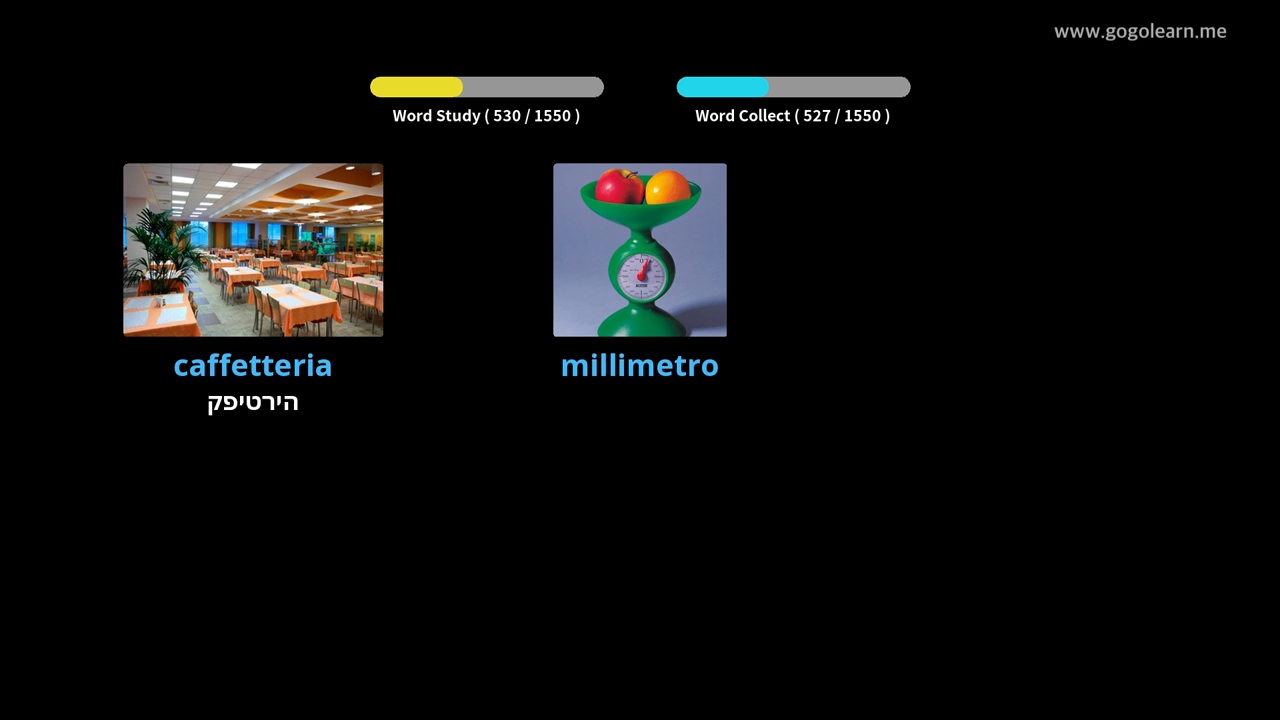 www.gogolearn.me
Word Study ( 530 / 1550 )
Word Collect ( 527 / 1550 )
caffetteria
הירטיפק
millimetro